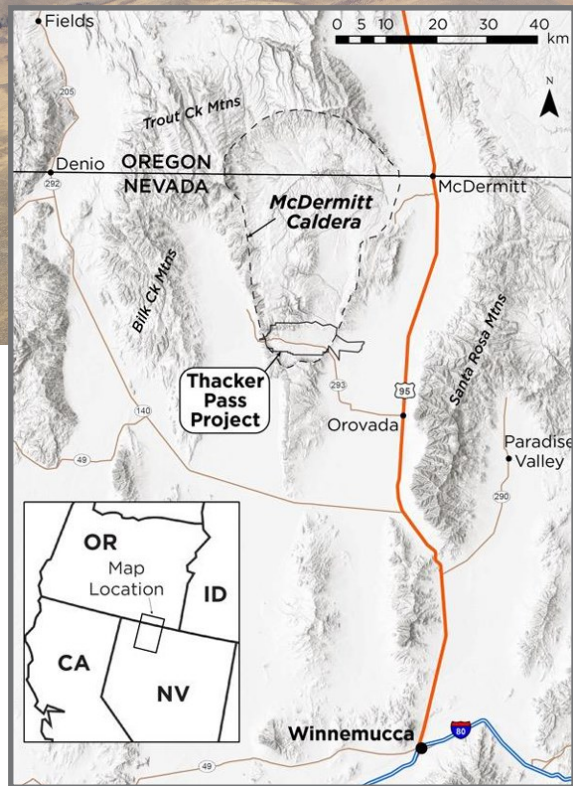 Fields
0 10 20 30 40
km
N
205
Trout Ck Mtns
Denio
OREGON
292
NEVADA
McDermitt
McDermitt
Caldera
Bilk Ck Mtns
Santa Rosa Mtns
Thacker
Pass
Project
293
95
140
Orovada
Paradise
Valley
49
290
OR
Map
Location
ID
CA
NV
Winnemucca
80
49